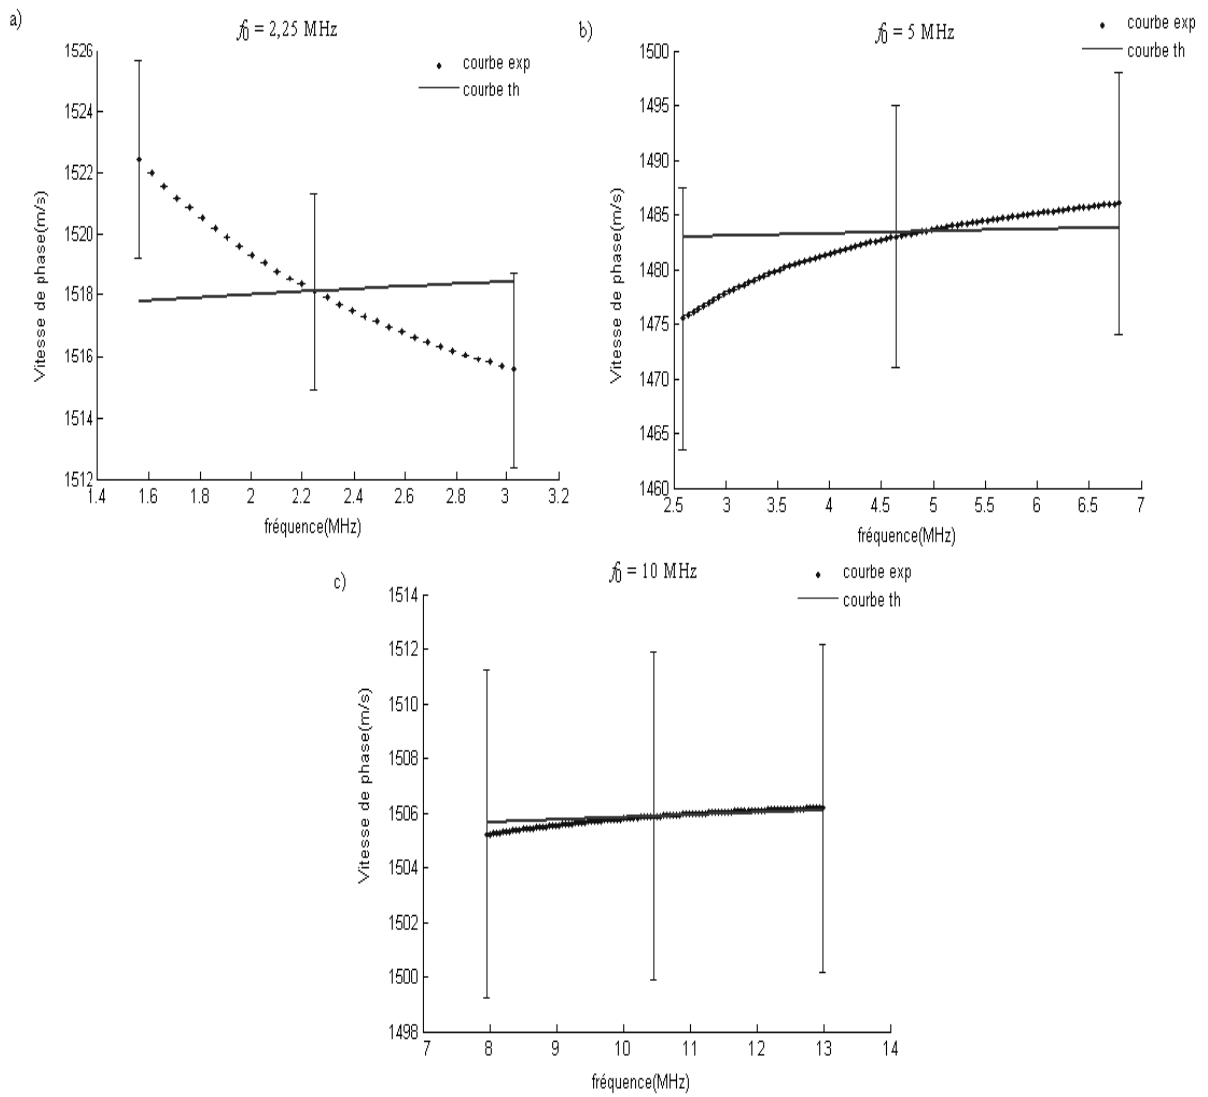 a)
f0 = 2,25 MHz
courbe exp
courbe th
Vitesse de phase(m/s)
1526
1524
1522
1520
1518
1516
1514
1512
1.4 1.6 1.8 2 2.2 2.4 2.6 2.8 3 3.2
fréquence(MHz)
b)
f0 = 5 MHz
courbe exp
courbe th
Vitesse de phase(m/s)
1500
1495
1490
1485
1480
1475
1470
1465
1460
2.5 3 3.5 4 4.5 5 5.5 6 6.5 7
fréquence(MHz)
c)
f0 = 10 MHz
courbe exp
courbe th
Vitesse de phase(m/s)
1514
1512
1510
1508
1506
1504
1502
1500
1498
7 8 9 10 11 12 13 14
fréquence(MHz)